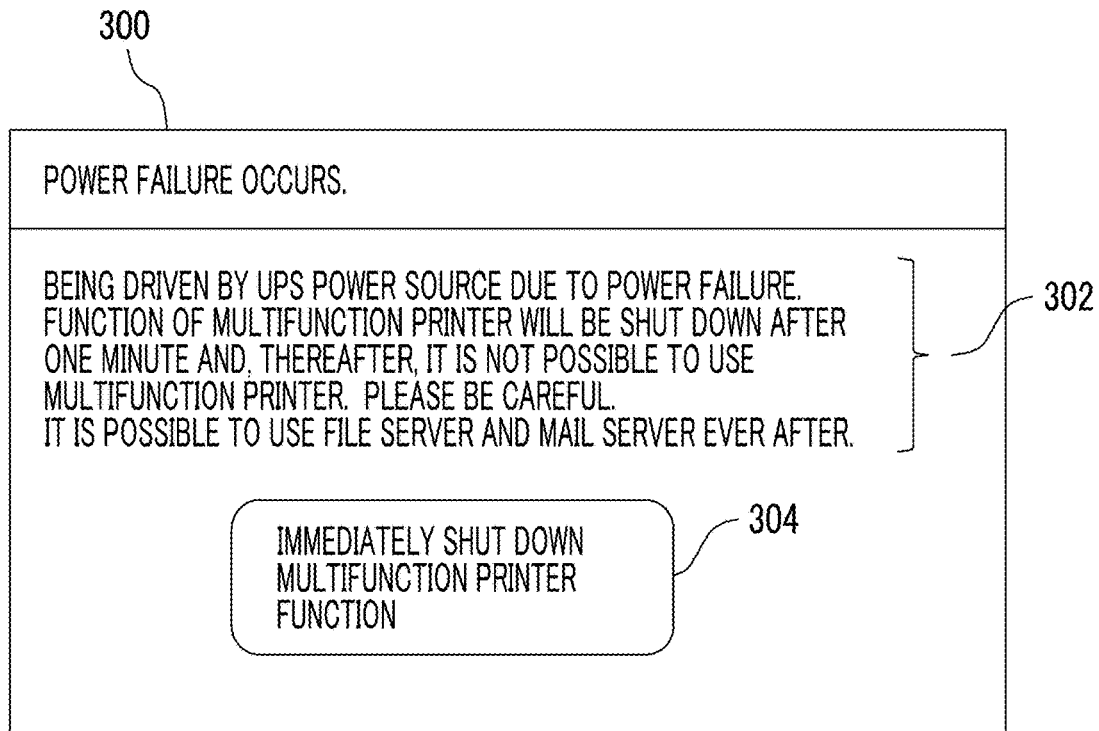 300
POWER FAILURE OCCURS.
BEING DRIVEN BY UPS POWER SOURCE DUE TO POWER FAILURE.
FUNCTION OF MULTIFUNCTION PRINTER WILL BE SHUT DOWN AFTER
ONE MINUTE AND, THEREAFTER, IT IS NOT POSSIBLE TO USE
MULTIFUNCTION PRINTER. PLEASE BE CAREFUL.
IT IS POSSIBLE TO USE FILE SERVER AND MAIL SERVER EVER AFTER.
302
IMMEDIATELY SHUT DOWN
MULTIFUNCTION PRINTER
FUNCTION
304